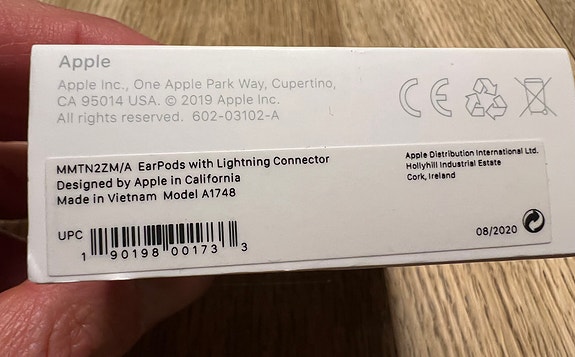 Apple
Apple Inc., One Apple Park Way, Cupertino,
CA 95014 USA. © 2019 Apple Inc.
All rights reserved. 602-03102-A
CE
MMTN2ZM/A EarPods with Lightning Connector
Designed by Apple in California
Made in Vietnam Model A1748
Apple Distribution International Ltd.
Hollyhill Industrial Estate
Cork, Ireland
UPC
1 90198 00173 3
08/2020